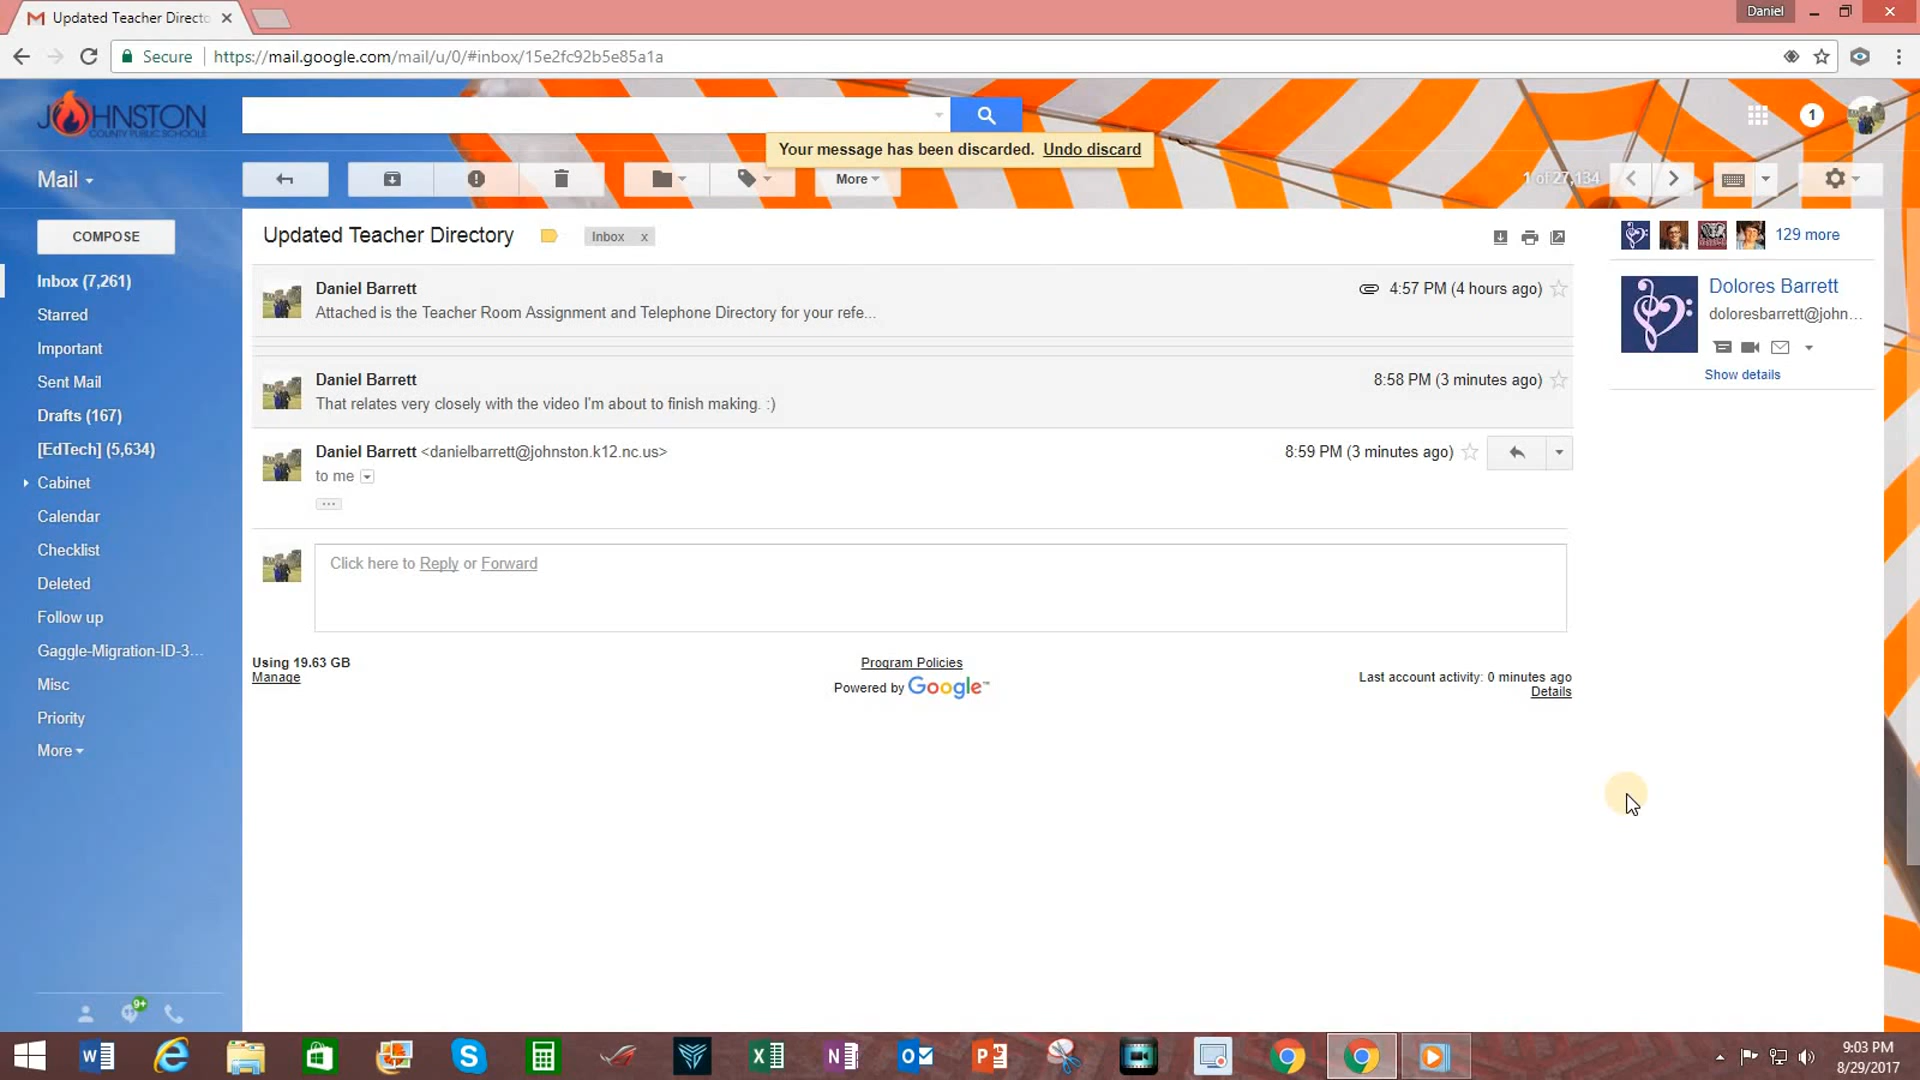 Updated Teacher Directo
Daniel
Secure
https://mail.google.com/mail/u/0/#inbox/15e2fc92b5e85a1a
JOHNSTON
COUNTY PUBLIC SCHOOLS
1
Your message has been discarded. Undo discard
Mail
More
1 of 27,134
COMPOSE
Inbox (7,261)
Starred
Important
Sent Mail
Drafts (167)
[EdTech] (5,634)
Cabinet
Calendar
Checklist
Deleted
Follow up
Gaggle-Migration-ID-3...
Misc
Priority
More
9+
Updated Teacher Directory
Inbox x
Daniel Barrett
4:57 PM (4 hours ago)
Attached is the Teacher Room Assignment and Telephone Directory for your refe...
Daniel Barrett
8:58 PM (3 minutes ago)
That relates very closely with the video I'm about to finish making. :)
Daniel Barrett <danielbarrett@johnston.k12.nc.us>
8:59 PM (3 minutes ago)
to me
...
Click here to Reply or Forward
Using 19.63 GB
Manage
Program Policies
Powered by Google™
Last account activity: 0 minutes ago
Details
129 more
Dolores Barrett
doloresbarrett@john...
Show details
9:03 PM
8/29/2017